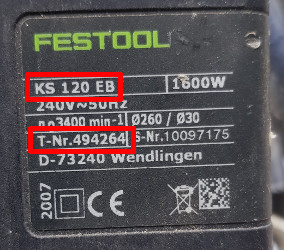 FESTOOL
KS 120 EB 1600W
240V~50Hz
n 0 3400 min-1 Ø260 / Ø30
T-Nr.494264 S-Nr.10097175
D-73240 Wendlingen
2007
CE